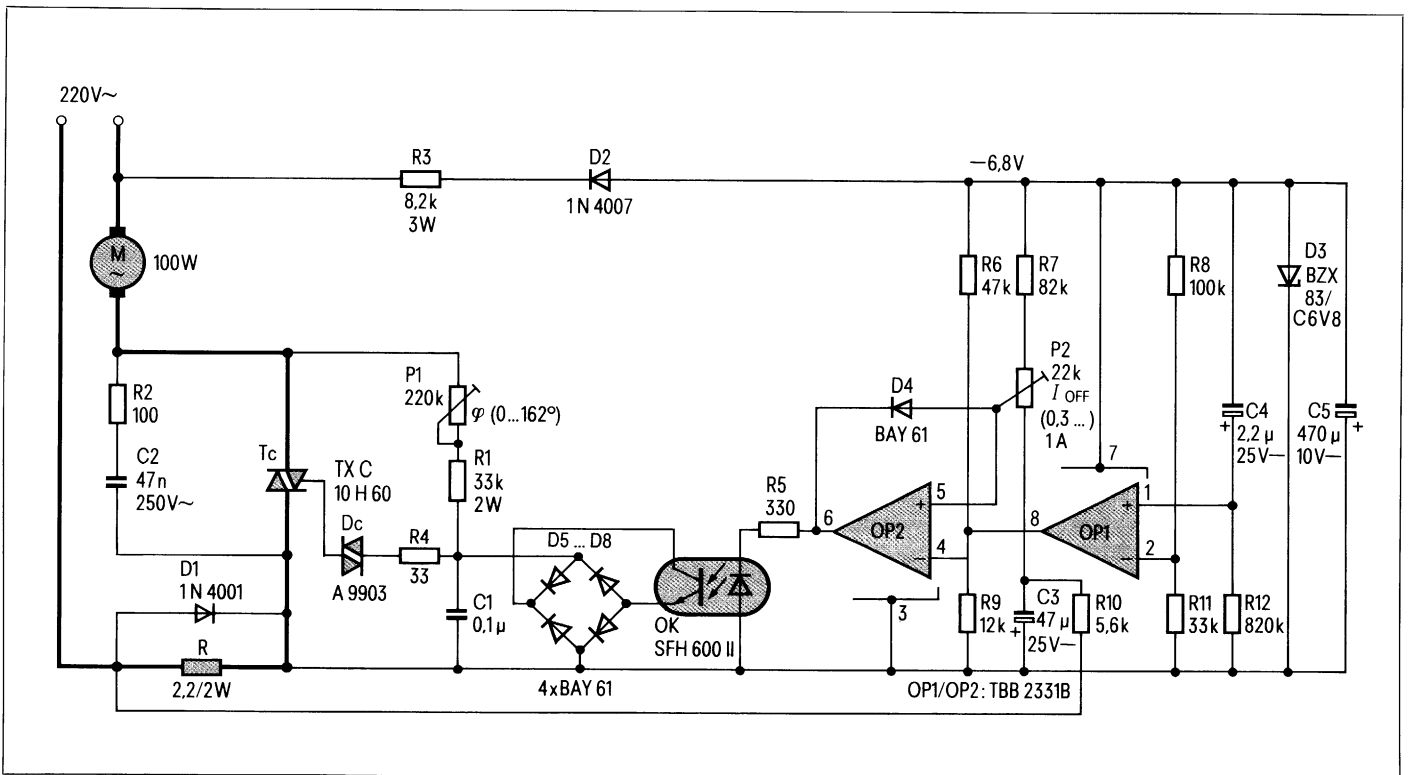 220V~
R3
8,2k
3W
D2
1N 4007
−6,8V
M
~
100W
R6
47k
R7
82k
R8
100k
D3
BZX
83/
C6V8
R2
100
C2
47n
250V~
P1
220k
φ (0...162°)
P2
22k
I OFF
(0,3...)
1A
D4
BAY 61
C4
2,2 μ
25V−
+
C5
470 μ
10V−
+
Tc
TX C
10 H 60
R1
33k
2W
R5
330
6
OP2
+
5
−
4
3
8
OP1
7
+
1
−
2
Dc
A 9903
R4
33
D5 ... D8
D1
1N 4001
C1
0,1 μ
OK
SFH 600 II
R9
12k
C3
47 μ
25V−
+
R10
5,6k
R11
33k
R12
820k
R
2,2/2W
4xBAY 61
OP1/OP2: TBB 2331B